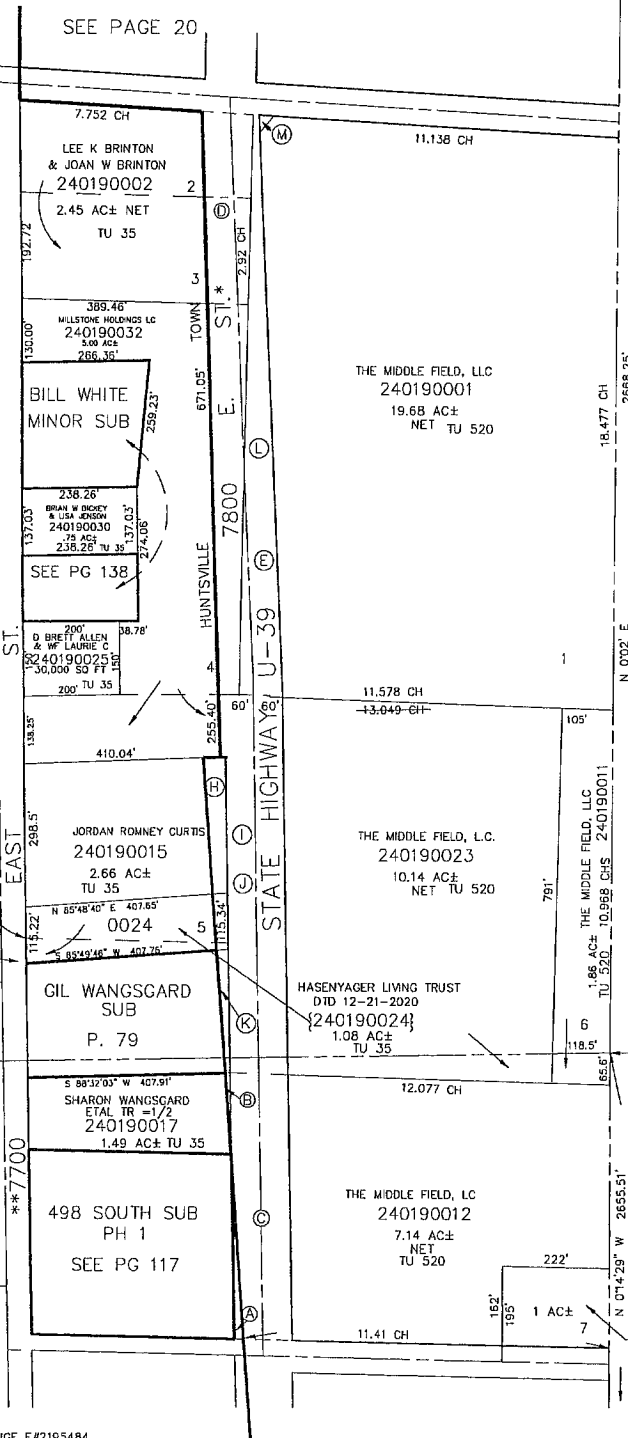 SEE PAGE 20
7.752 CH
LEE K BRINTON
& JOAN W BRINTON
240190002
2.45 AC± NET
TU 35
2
192.72
3
389.46'
MILLSTONE HOLDINGS LC
240190032
5.00 AC±
266.36'
130.00'
BILL WHITE
MINOR SUB
259.23'
238.26'
BRIAN W DICKEY
& LISA JENSON
240190030
.75 AC±
238.26' TU 35
137.03'
137.03'
274.06'
SEE PG 138
200'
38.78'
D BRETT ALLEN
& WF LAURIE C
240190025
30,000 SQ FT
TU 35
200'
150'
150'
4
138.25'
410.04'
255.40'
JORDAN ROMNEY CURTIS
240190015
2.66 AC±
TU 35
298.5'
N 85°48'40" E 407.65'
0024
5
115.22'
115.34'
S 85°49'46" W 407.76'
GIL WANGSGARD
SUB
P. 79
S 88°32'03" W 407.91'
SHARON WANGSGARD
ETAL TR =1/2
240190017
1.49 AC± TU 35
498 SOUTH SUB
PH 1
SEE PG 117
**7700
EAST
ST.
HUNTSVILLE
TOWN
671.05'
7800
E.
ST.*
2.92 CH
STATE HIGHWAY U-39
60'
60'
M
D
L
E
H
I
J
K
B
C
A
11.138 CH
THE MIDDLE FIELD, LLC
240190001
19.68 AC±
NET TU 520
18.477 CH
2668.25'
N 0°02' E
1
11.578 CH
13.049 CH
105'
THE MIDDLE FIELD, L.C.
240190023
10.14 AC±
NET TU 520
791'
THE MIDDLE FIELD, LLC
1.86 AC± 240190011
TU 520 10.968 CHS
6
118.5'
65.6'
HASENYAGER LIVING TRUST
DTD 12-21-2020
{240190024}
1.08 AC±
TU 35
12.077 CH
THE MIDDLE FIELD, LC
240190012
7.14 AC±
NET
TU 520
222'
162'
195'
1 AC±
7
N 0°14'29" W 2655.51'
11.41 CH
E#2195484